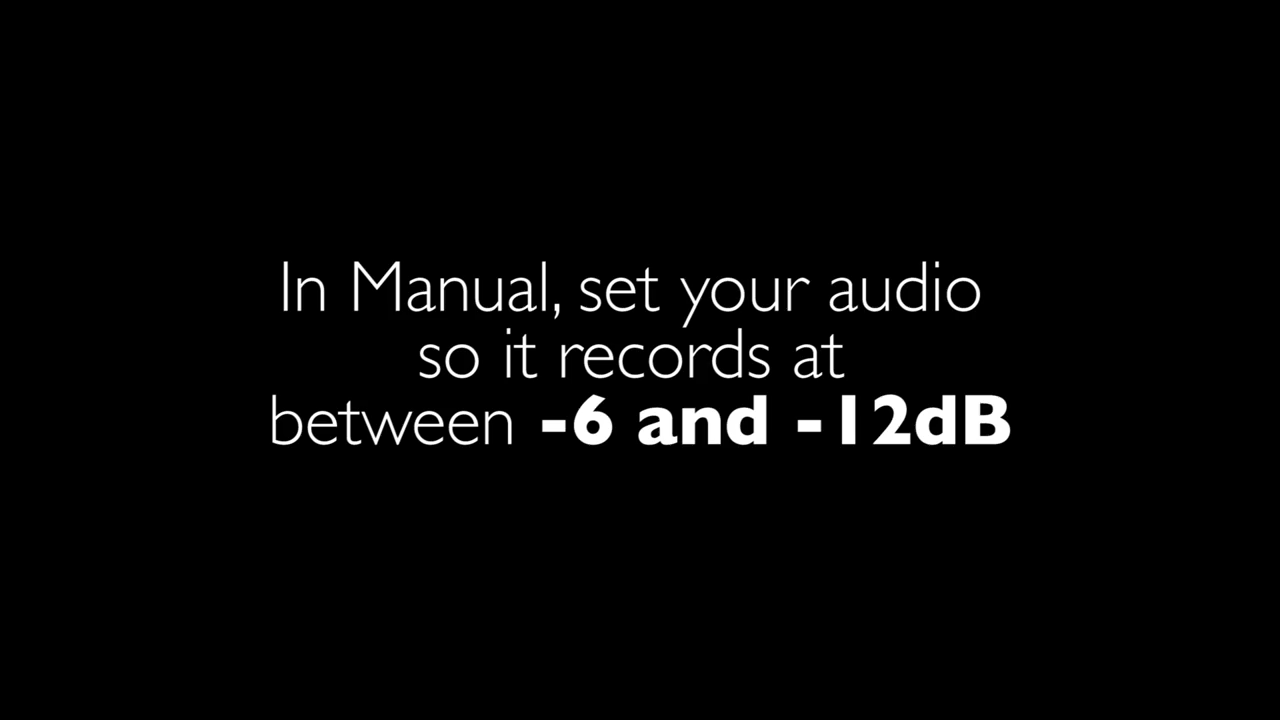 In Manual, set your audio
so it records at
between -6 and -12dB